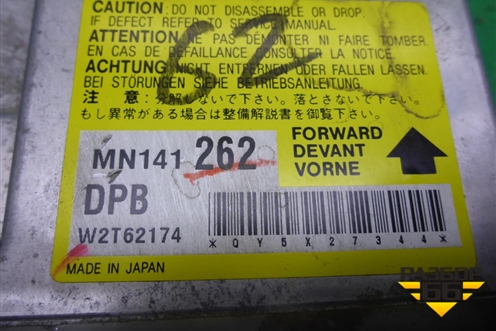 CAUTION: DO NOT DISASSEMBLE OR DROP.
IF DEFECT REFER TO SERVICE MANUAL.
ATTENTION: NE PAS DÉMONTER NI FAIRE TOMBER.
EN CAS DE DEFAILLANCE CONSULTER LA NOTICE.
ACHTUNG: NICHT ENTFERNEN ODER FALLEN LASSEN.
BEI STÖRUNGEN SIEHE BETRIEBSANLEITUNG.
注 意:分解しないで下さい。落とさないで下さい。
もし異常がある場合は整備解説書を御覧下さい。
MN141 262
DPB
W2T62174
FORWARD
DEVANT
VORNE
*QY5X27344*
MADE IN JAPAN
РАЗБОР
66